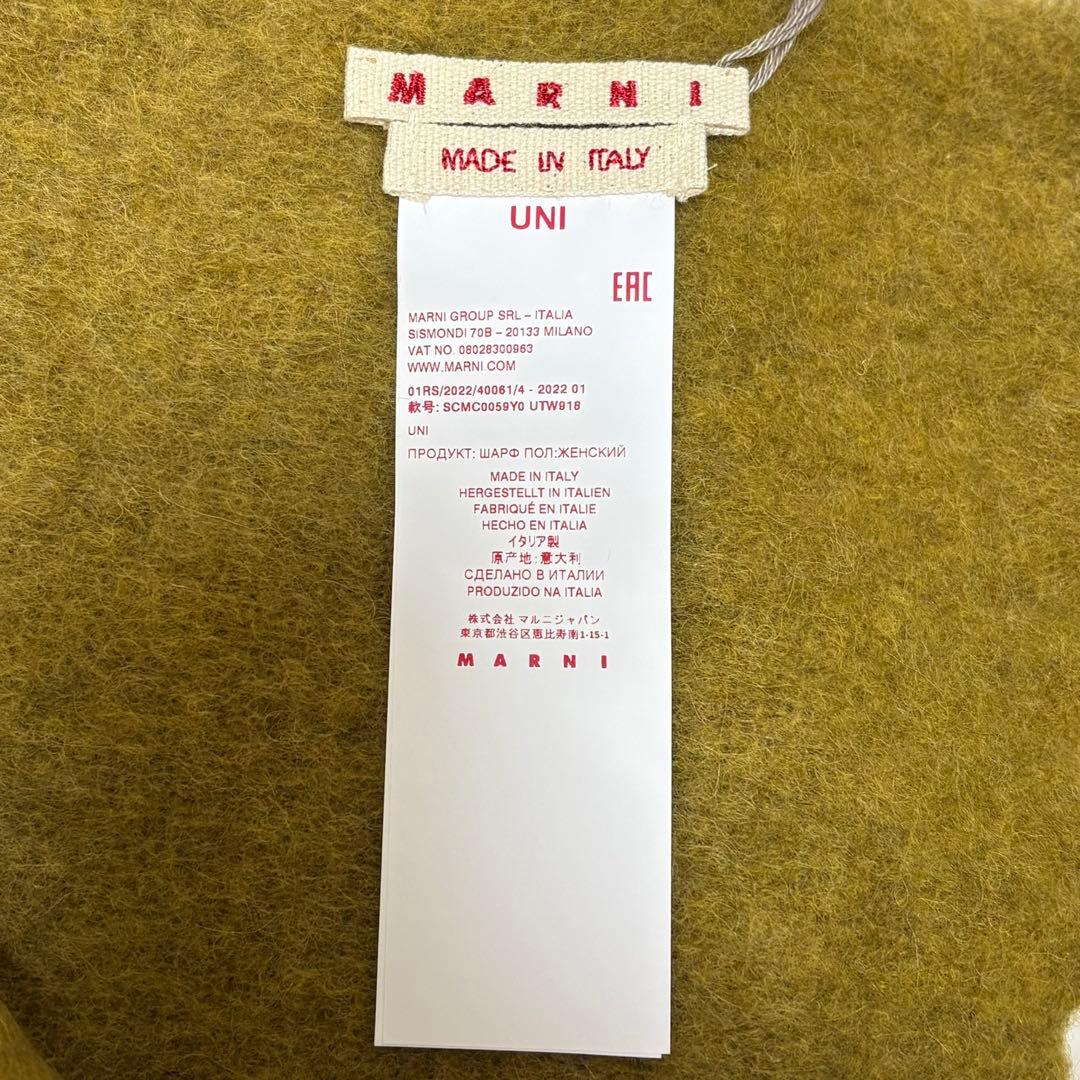 MARNI
MADE IN ITALY
UNI
EAC
MARNI GROUP SRL – ITALIA
SISMONDI 70B – 20133 MILANO
VAT NO. 08028300963
WWW.MARNI.COM
01RS/2022/40061/4 - 2022 01
款号: SCMC0059Y0 UTW918
UNI
ПРОДУКТ: ШАРФ ПОЛ:ЖЕНСКИЙ
MADE IN ITALY
HERGESTELLT IN ITALIEN
FABRIQUÉ EN ITALIE
HECHO EN ITALIA
イタリア製
原产地:意大利
СДЕЛАНО В ИТАЛИИ
PRODUZIDO NA ITALIA
株式会社 マルニジャパン
東京都渋谷区恵比寿南1-15-1
MARNI